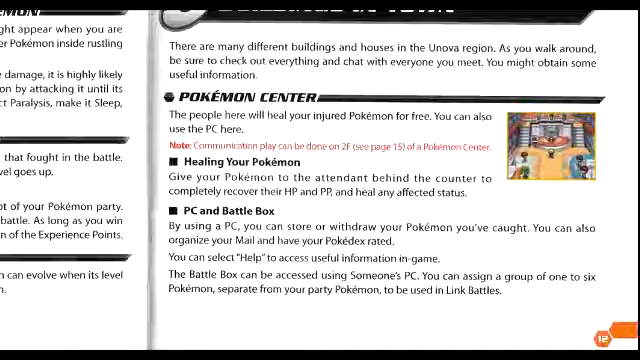 ght appear when you are
er Pokémon inside rustling
e damage, it is highly likely
on by attacking it until its
ct Paralysis, make it Sleep,
that fought in the battle.
vel goes up.
ot of your Pokémon party.
battle. As long as you win
n of the Experience Points.
n can evolve when its level
n.
There are many different buildings and houses in the Unova region. As you walk around,
be sure to check out everything and chat with everyone you meet. You might obtain some
useful information.
POKÉMON CENTER
The people here will heal your injured Pokémon for free. You can also
use the PC here.
Note: Communication play can be done on 2F (see page 15) of a Pokémon Center.
■ Healing Your Pokémon
Give your Pokémon to the attendant behind the counter to
completely recover their HP and PP, and heal any affected status.
■ PC and Battle Box
By using a PC, you can store or withdraw your Pokémon you've caught. You can also
organize your Mail and have your Pokédex rated.
You can select "Help" to access useful information in-game.
The Battle Box can be accessed using Someone's PC. You can assign a group of one to six
Pokémon, separate from your party Pokémon, to be used in Link Battles.
12